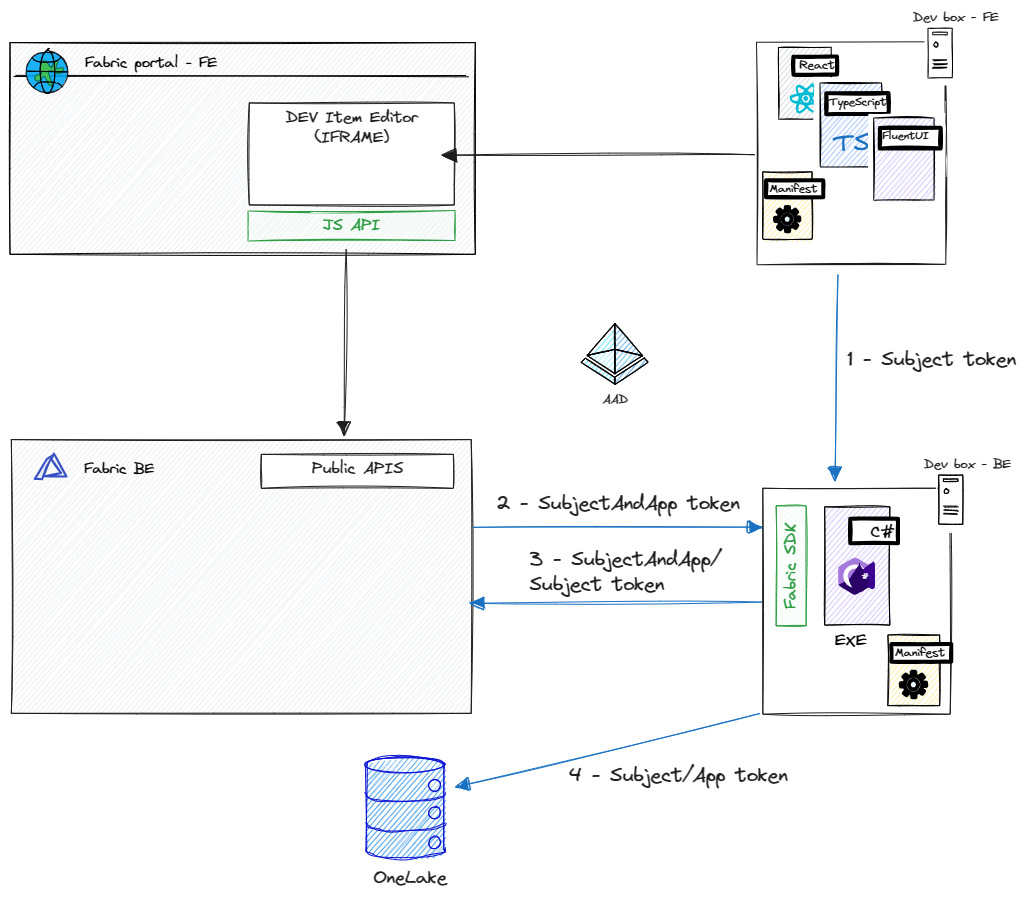 Dev box - FE
Fabric portal - FE
React
TypeScript
TS
FluentUI
Manifest
DEV Item Editor
(IFRAME)
JS API
1 - Subject token
AAD
Fabric BE
Public APIS
Dev box - BE
2 - SubjectAndApp token
3 - SubjectAndApp/
Subject token
Fabric SDK
C#
#
EXE
Manifest
4 - Subject/App token
OneLake